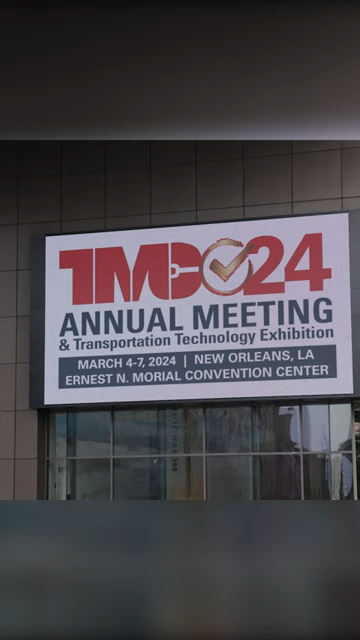 TMC24
ANNUAL MEETING
& Transportation Technology Exhibition
MARCH 4-7, 2024 | NEW ORLEANS, LA
ERNEST N. MORIAL CONVENTION CENTER